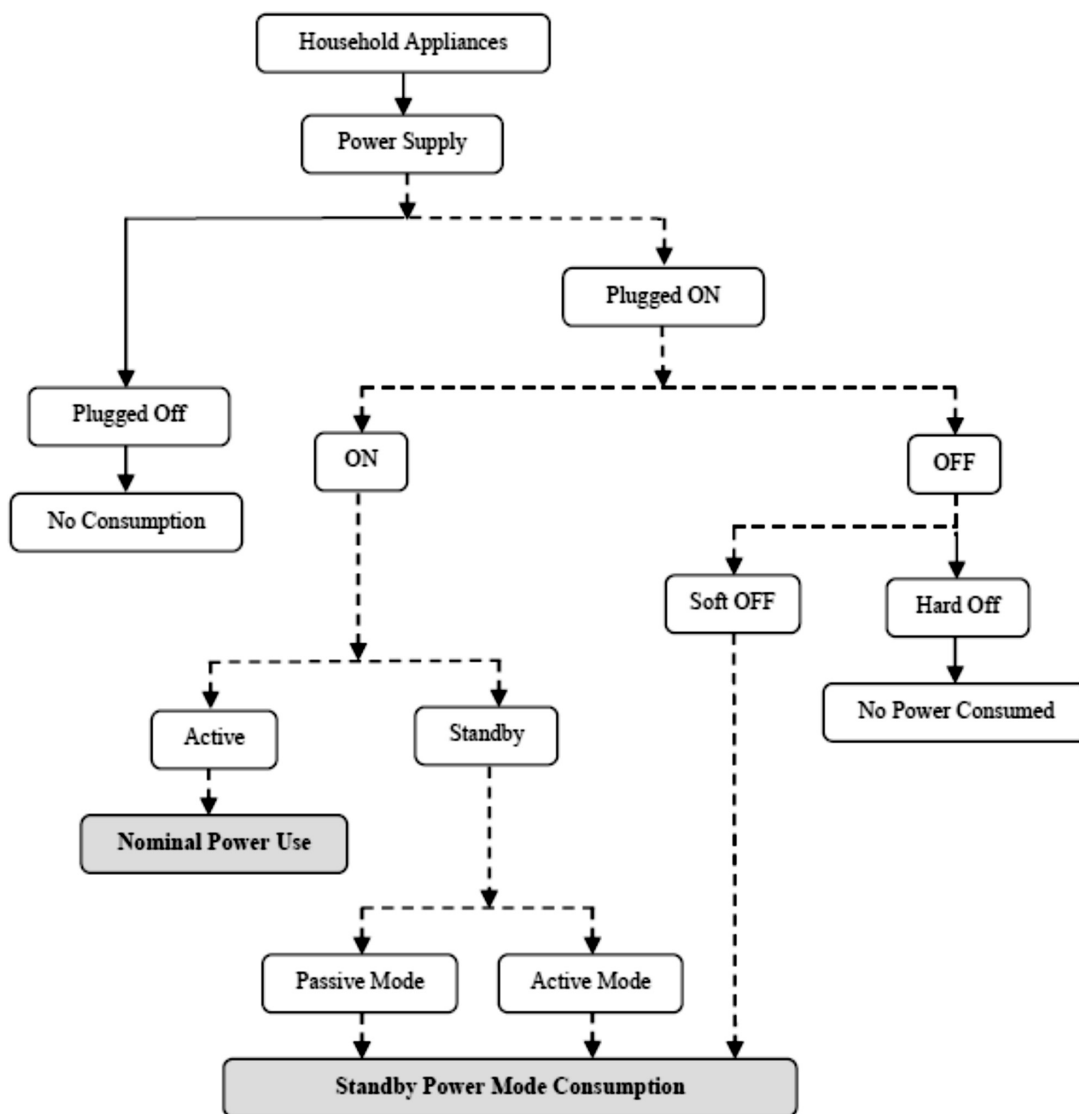 Household Appliances
Power Supply
Plugged ON
Plugged Off
ON
OFF
No Consumption
Soft OFF
Hard Off
Active
Standby
No Power Consumed
Nominal Power Use
Passive Mode
Active Mode
Standby Power Mode Consumption